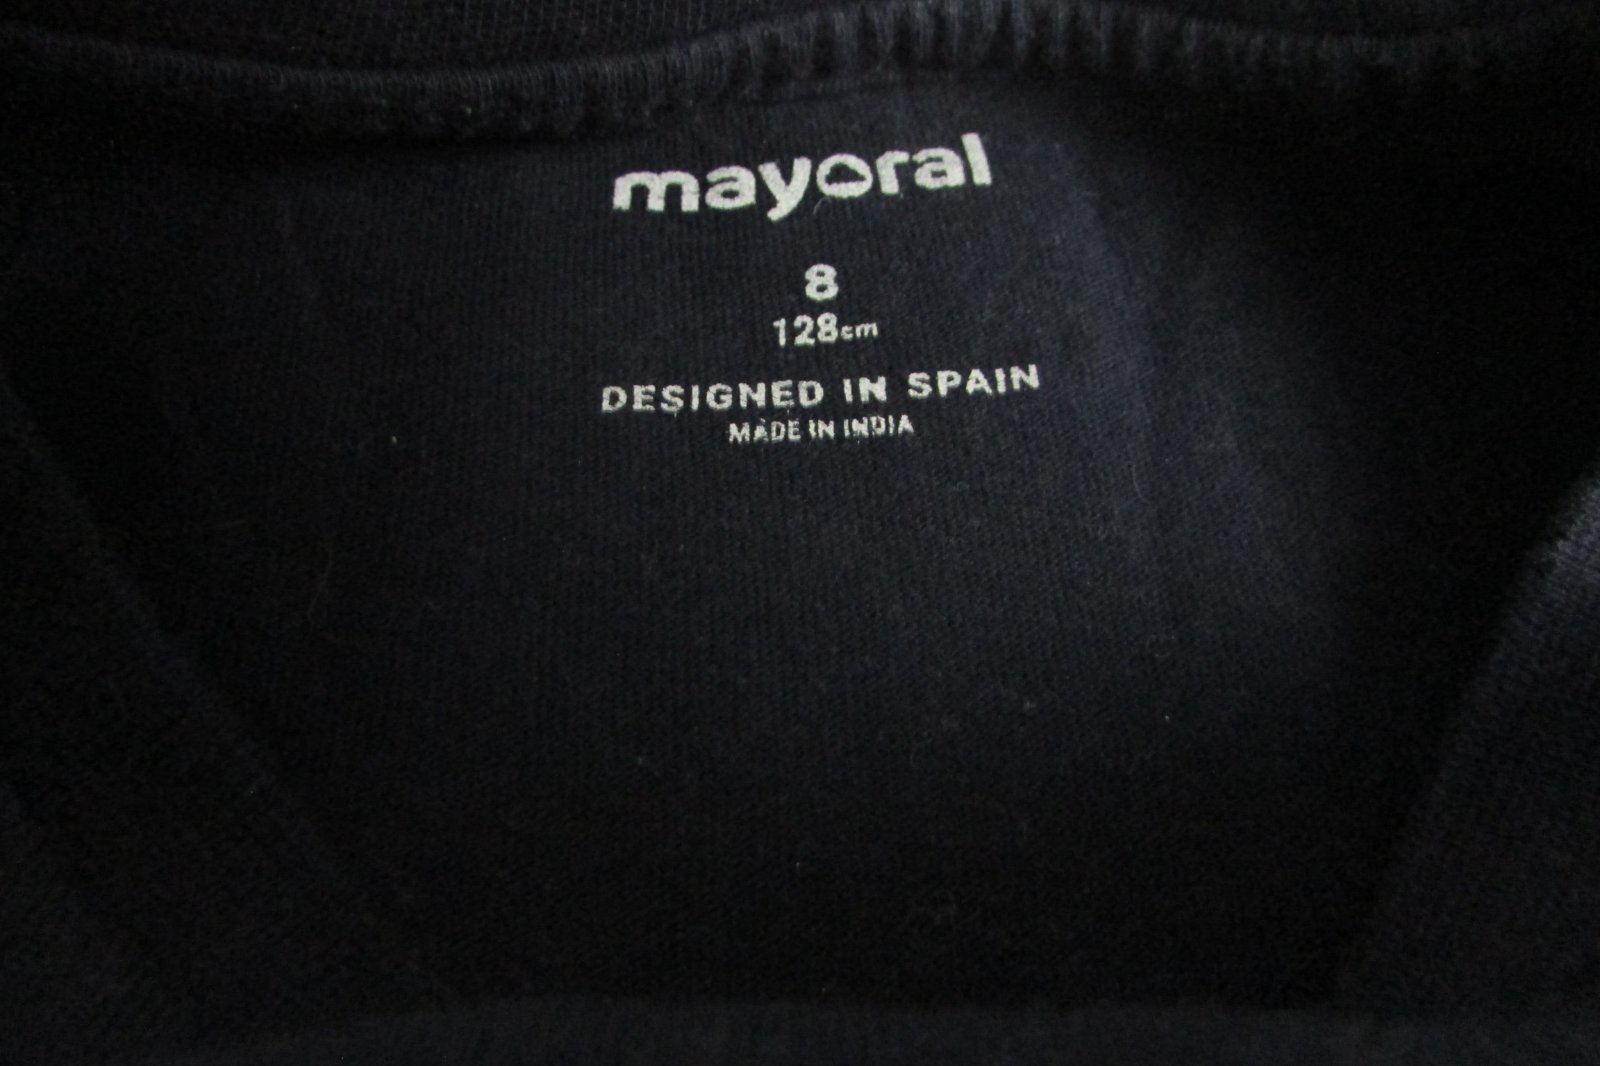 mayoral
8
128cm
DESIGNED IN SPAIN
MADE IN INDIA